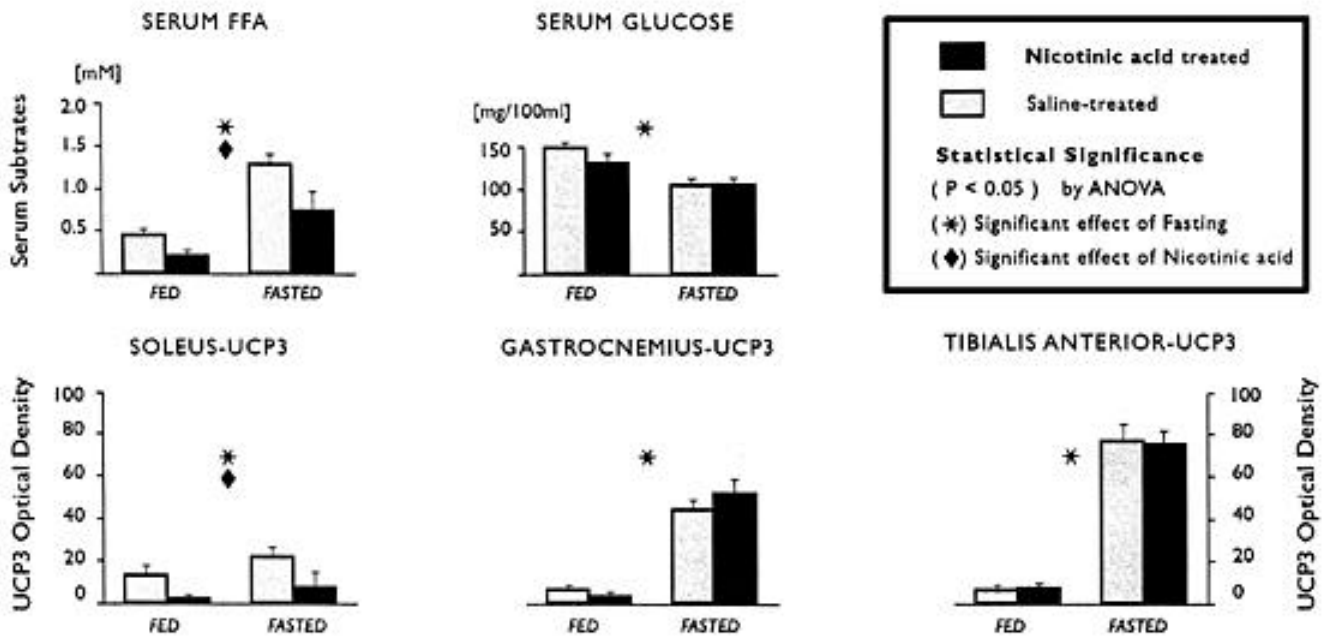 SERUM FFA
[mM]
Serum Subtrates
2.0
1.5
1.0
0.5
*
♦
FED
FASTED
SERUM GLUCOSE
[mg/100ml]
150
100
50
*
FED
FASTED
Nicotinic acid treated
Saline-treated
Statistical Significance
( P < 0.05 ) by ANOVA
(*) Significant effect of Fasting
(♦) Significant effect of Nicotinic acid
SOLEUS-UCP3
UCP3 Optical Density
100
80
60
40
20
0
*
♦
FED
FASTED
GASTROCNEMIUS-UCP3
*
FED
FASTED
TIBIALIS ANTERIOR-UCP3
*
100
80
60
40
20
0
UCP3 Optical Density
FED
FASTED